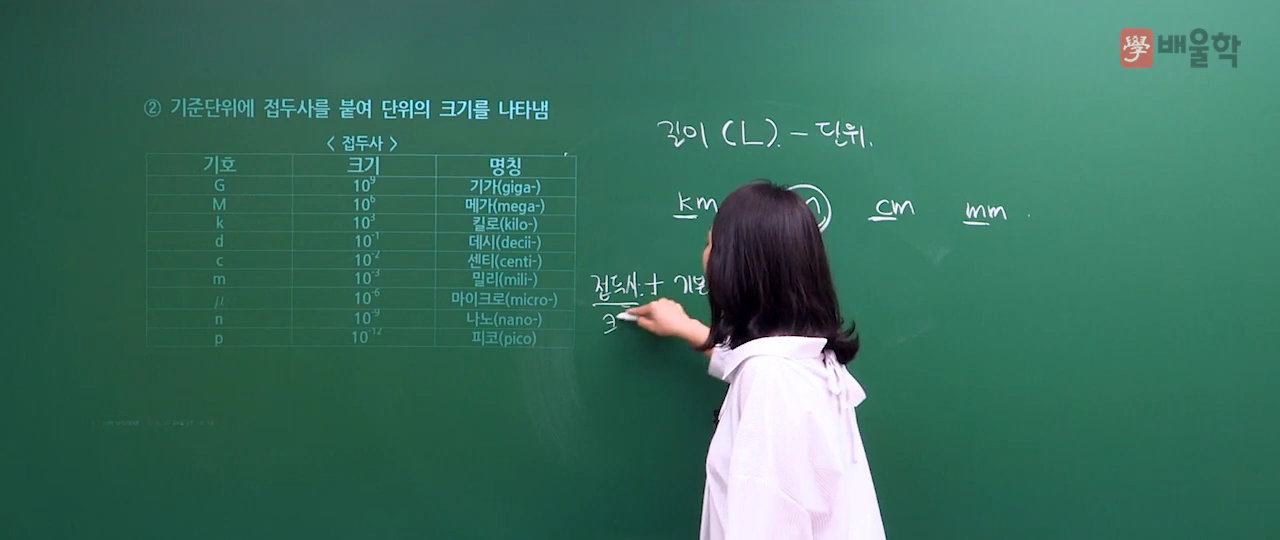 學 배울학
② 기준단위에 접두사를 붙여 단위의 크기를 나타냄
< 접두사 >
기호 크기 명칭
G 10⁹ 기가(giga-)
M 10⁶ 메가(mega-)
k 10³ 킬로(kilo-)
d 10⁻¹ 데시(decii-)
c 10⁻² 센티(centi-)
m 10⁻³ 밀리(mili-)
μ 10⁻⁶ 마이크로(micro-)
n 10⁻⁹ 나노(nano-)
p 10⁻¹² 피코(pico)
길이 (L). - 단위.
km cm mm .
접두사. + 기본